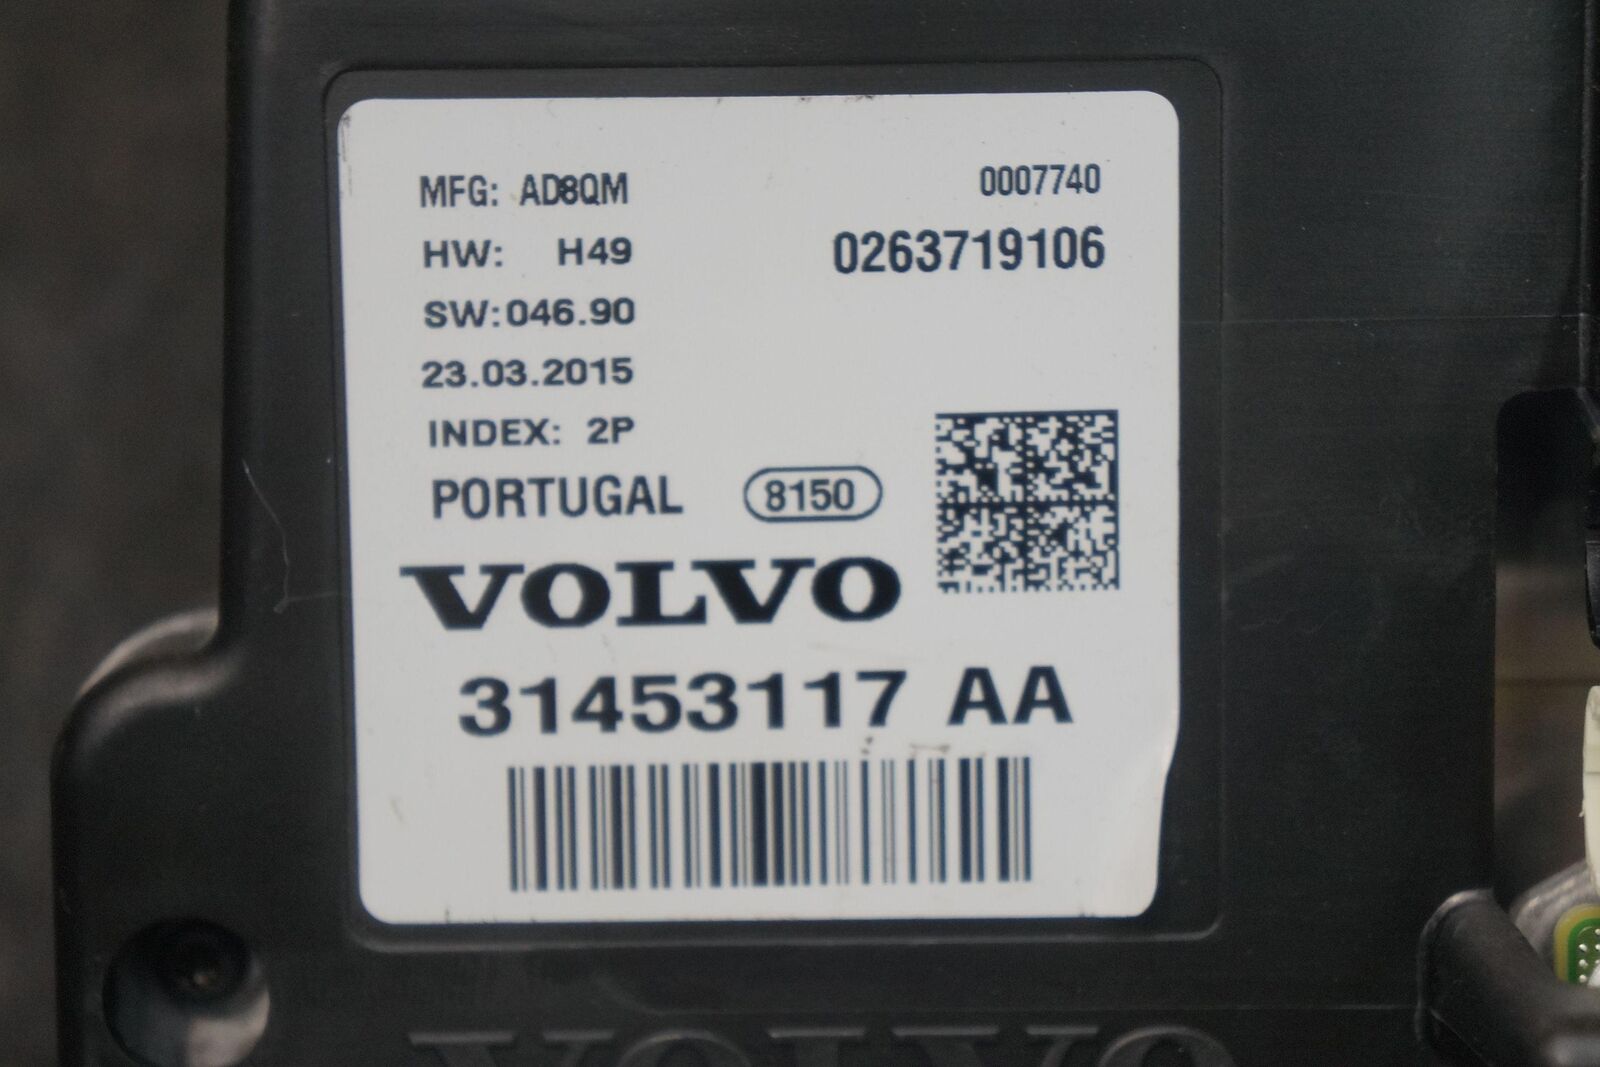 MFG: AD8QM
0007740
HW: H49
0263719106
SW:046.90
23.03.2015
INDEX: 2P
PORTUGAL 8150
VOLVO
31453117 AA
VOLVO